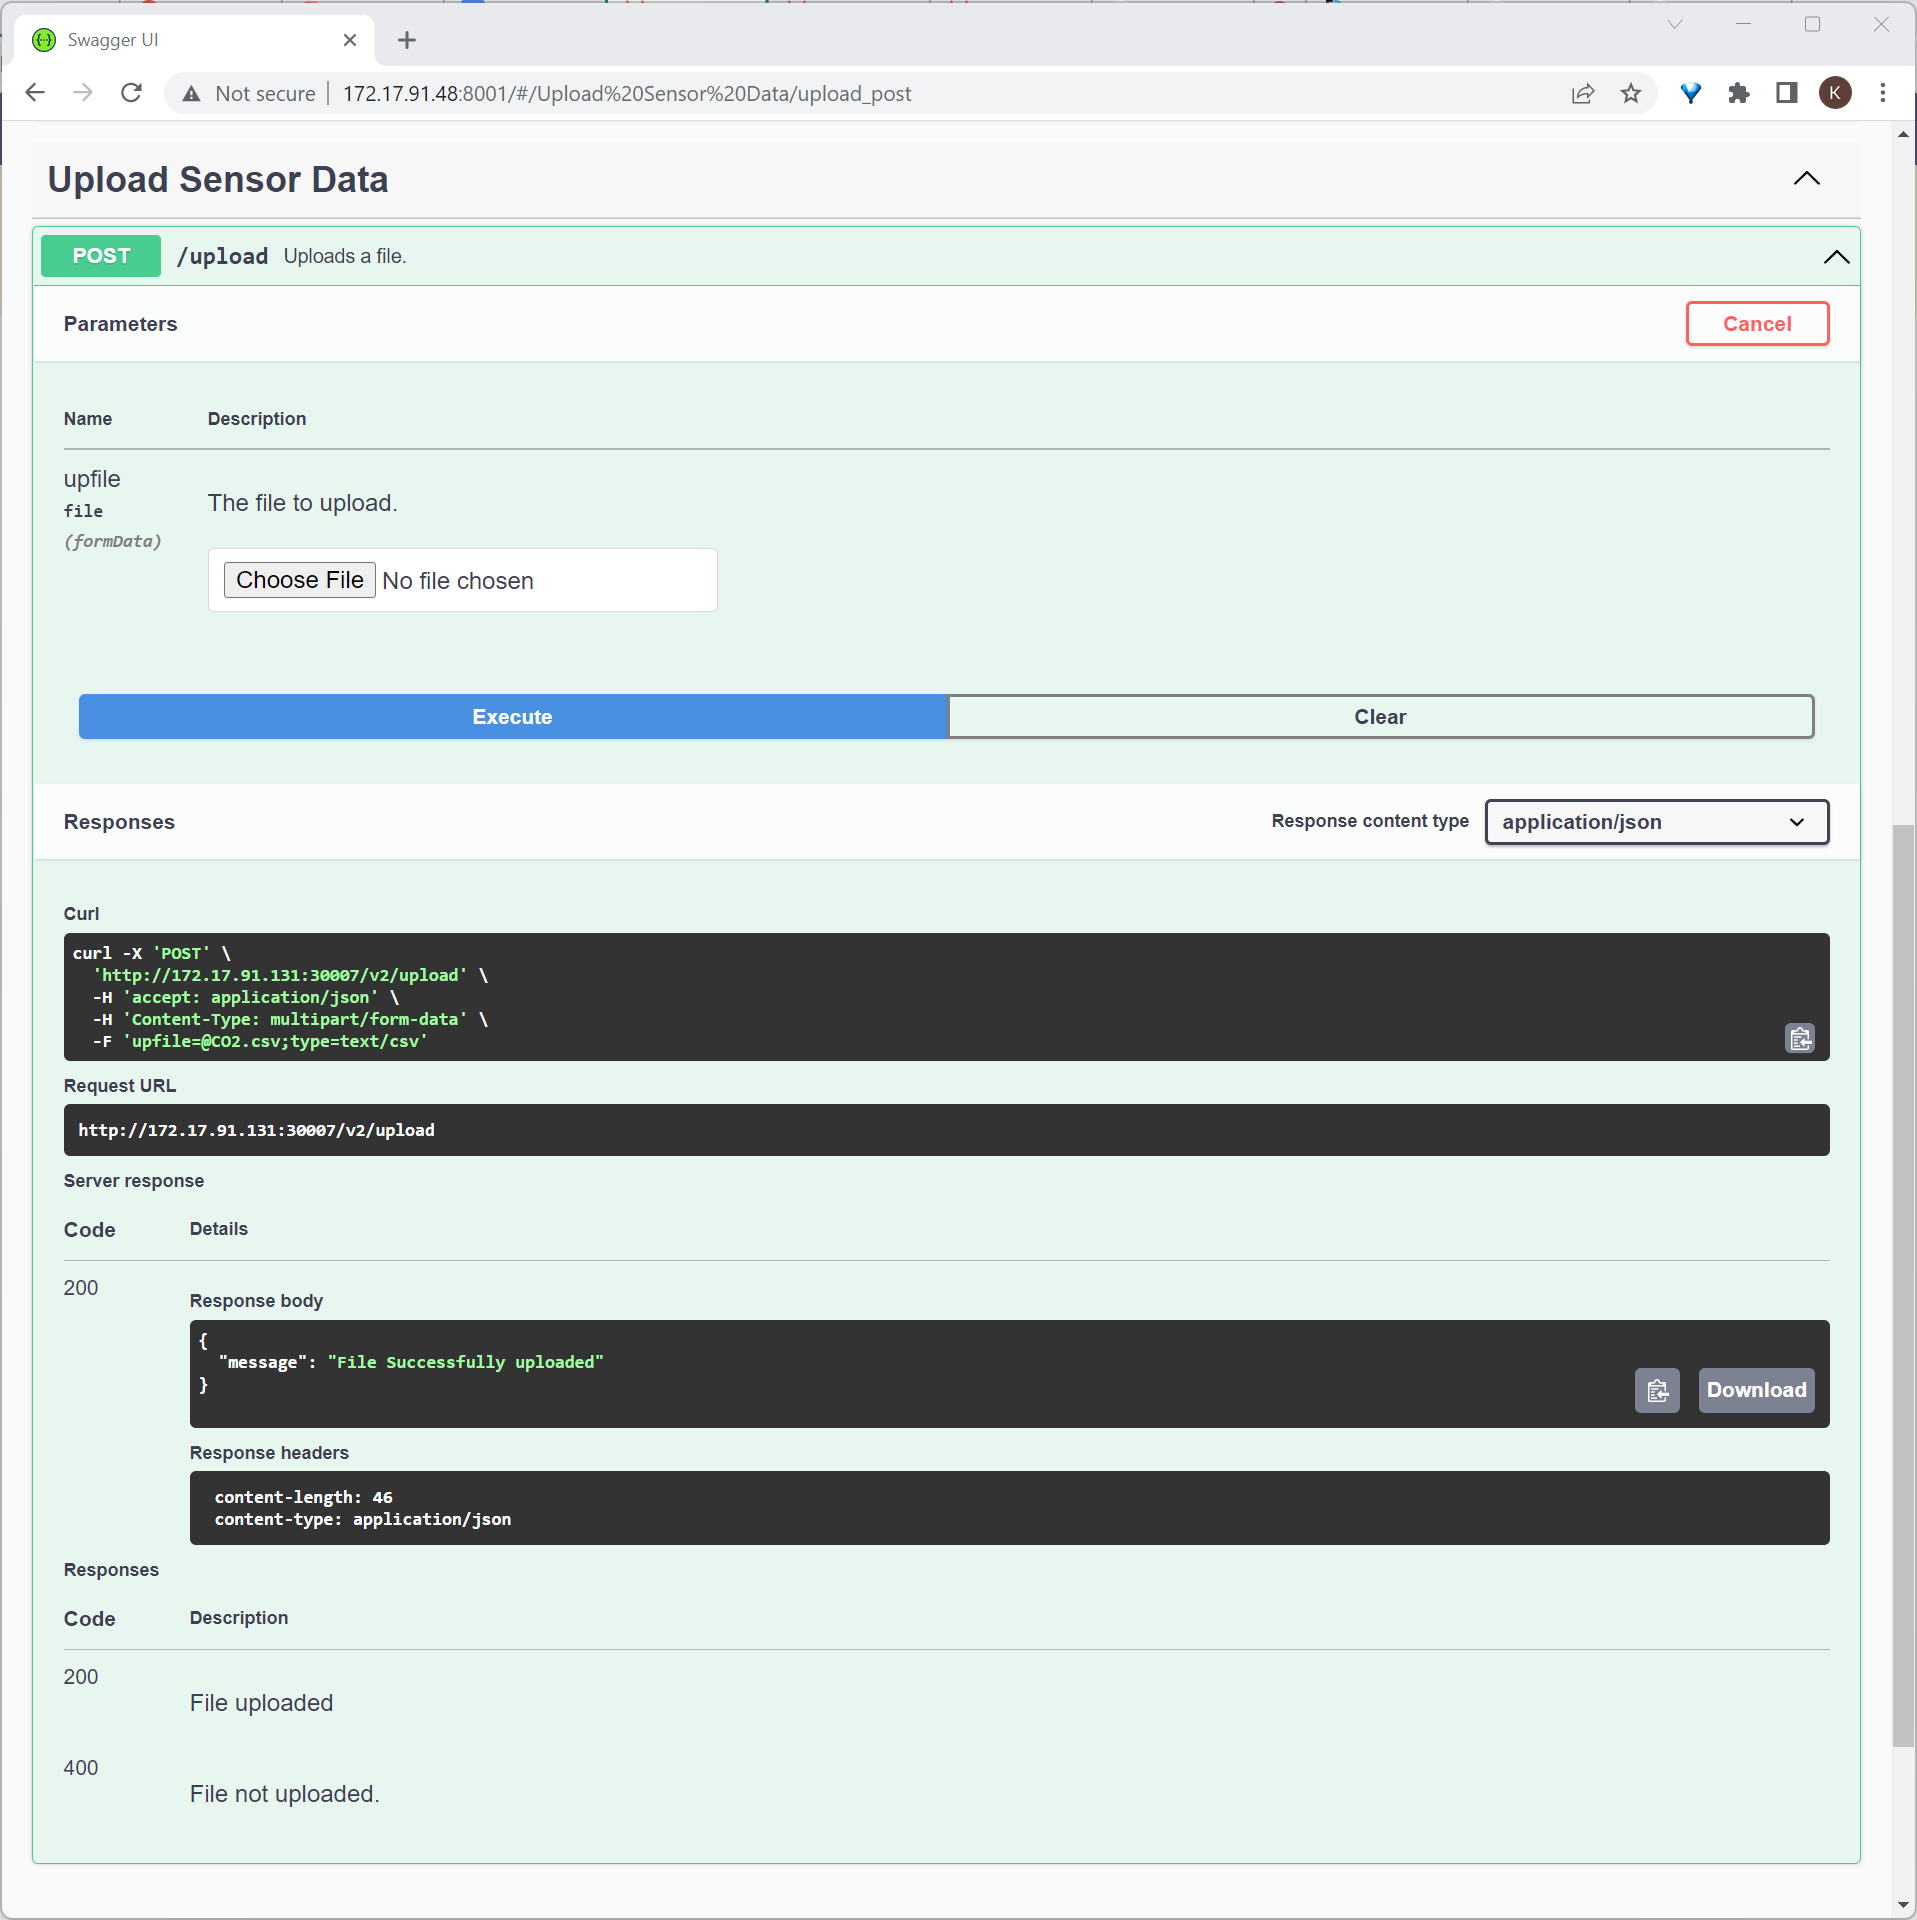 Swagger UI
Not secure
172.17.91.48:8001/#/Upload%20Sensor%20Data/upload_post
K
Upload Sensor Data
POST /upload Uploads a file.
Parameters
Cancel
Name Description
upfile
file
(formData)
The file to upload.
Choose File No file chosen
Execute
Clear
Responses
Response content type
application/json
Curl
curl -X 'POST' \
  'http://172.17.91.131:30007/v2/upload' \
  -H 'accept: application/json' \
  -H 'Content-Type: multipart/form-data' \
  -F 'upfile=@CO2.csv;type=text/csv'
Request URL
http://172.17.91.131:30007/v2/upload
Server response
Code Details
200
Response body
{
  "message": "File Successfully uploaded"
}
Download
Response headers
content-length: 46
content-type: application/json
Responses
Code Description
200
File uploaded
400
File not uploaded.